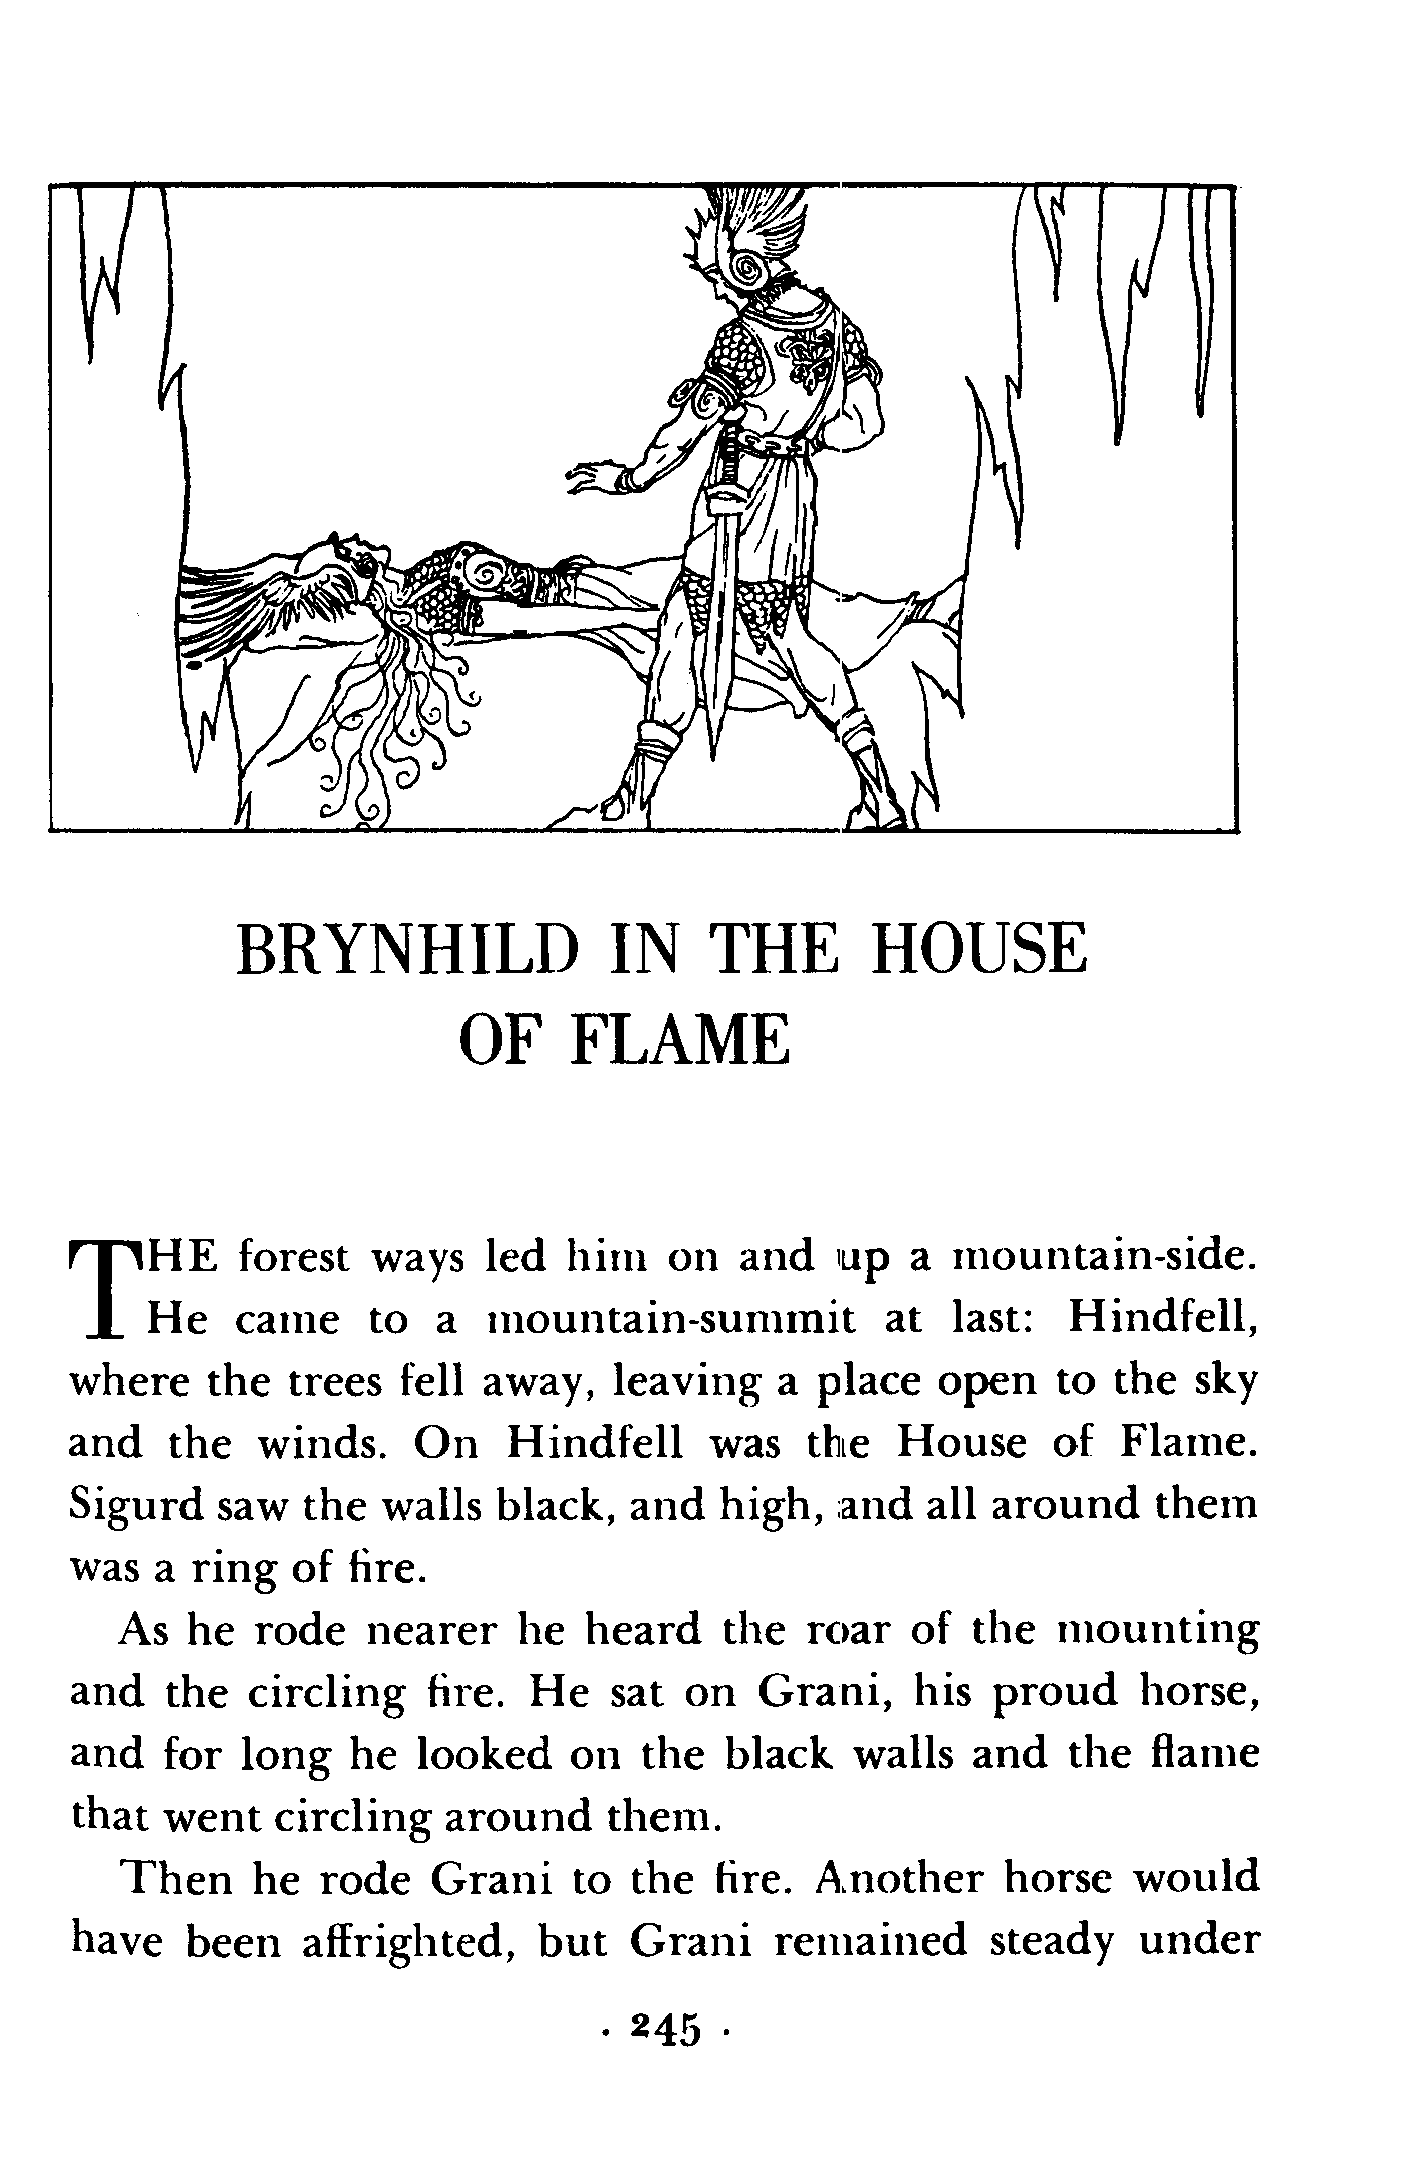 BRYNHILD IN THE HOUSE
OF FLAME
THE forest ways led him on and up a mountain-side.
He came to a mountain-summit at last: Hindfell,
where the trees fell away, leaving a place open to the sky
and the winds. On Hindfell was the House of Flame.
Sigurd saw the walls black, and high, and all around them
was a ring of fire.
As he rode nearer he heard the roar of the mounting
and the circling fire. He sat on Grani, his proud horse,
and for long he looked on the black walls and the flame
that went circling around them.
Then he rode Grani to the fire. Another horse would
have been affrighted, but Grani remained steady under
· 245 ·